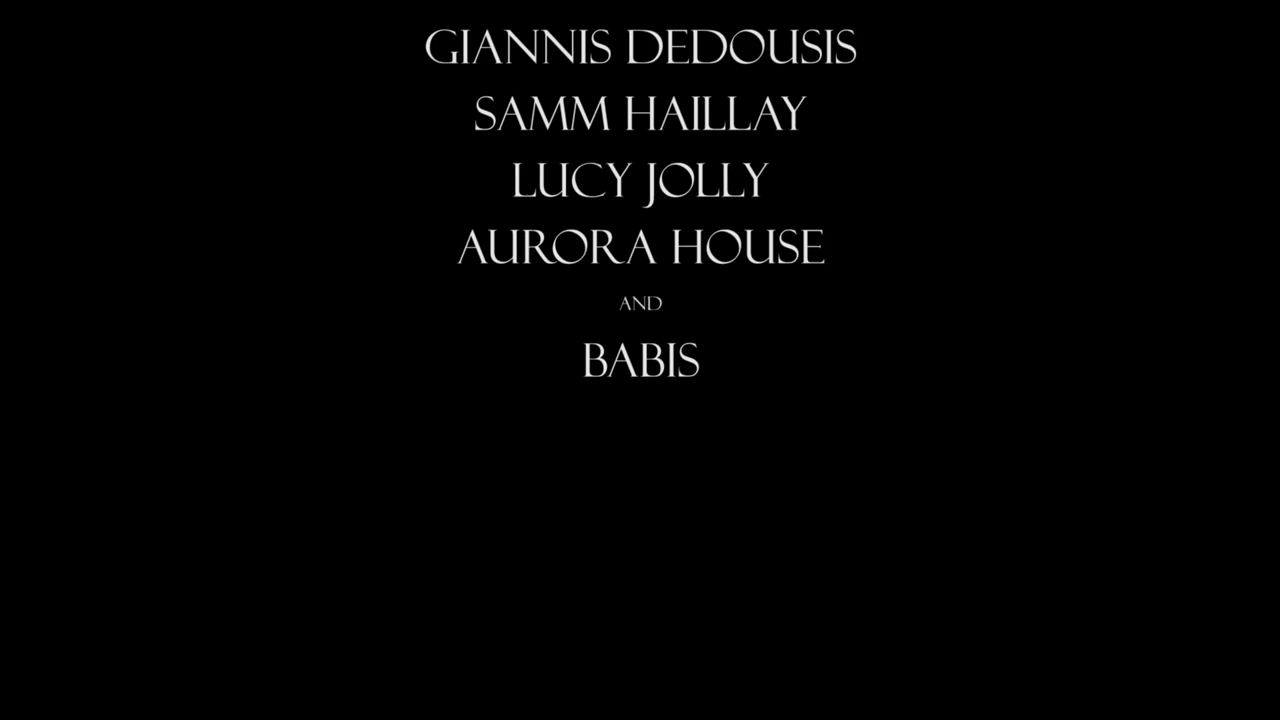 GIANNIS DEDOUSIS
SAMM HAILLAY
LUCY JOLLY
AURORA HOUSE
AND
BABIS